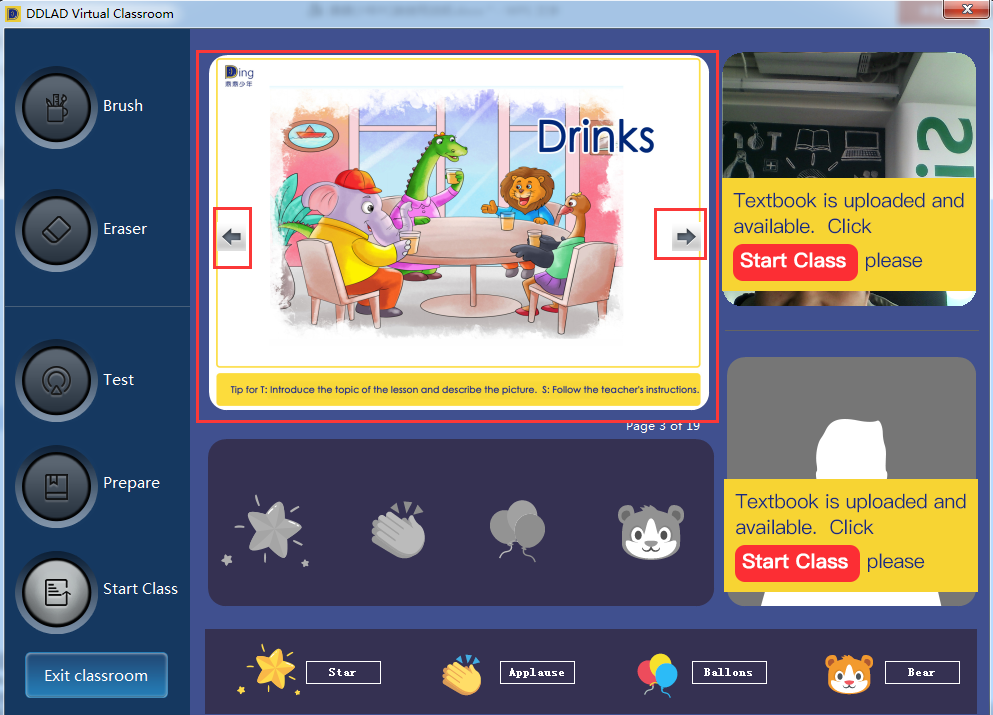 DDLAD Virtual Classroom
Brush
Eraser
Test
Prepare
Start Class
Exit classroom
Ding
鼎鼎少年
Drinks
Tip for T: Introduce the topic of the lesson and describe the picture. S: Follow the teacher's instructions.
Page 3 of 19
Textbook is uploaded and
available. Click
Start Class please
Textbook is uploaded and
available. Click
Start Class please
Star
Applause
Ballons
Bear